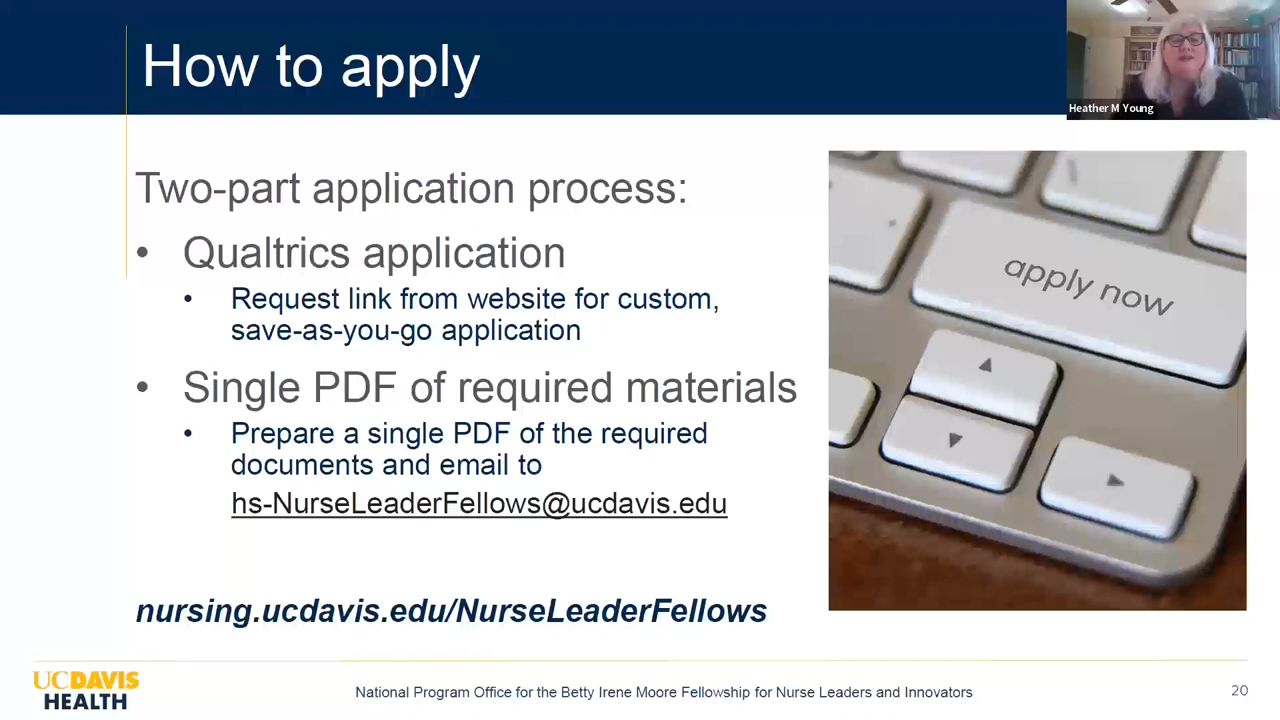 How to apply
Heather M Young
Two-part application process:
• Qualtrics application
• Request link from website for custom,
save-as-you-go application
• Single PDF of required materials
• Prepare a single PDF of the required
documents and email to
hs-NurseLeaderFellows@ucdavis.edu
nursing.ucdavis.edu/NurseLeaderFellows
apply now
UCDAVIS
HEALTH
National Program Office for the Betty Irene Moore Fellowship for Nurse Leaders and Innovators
20